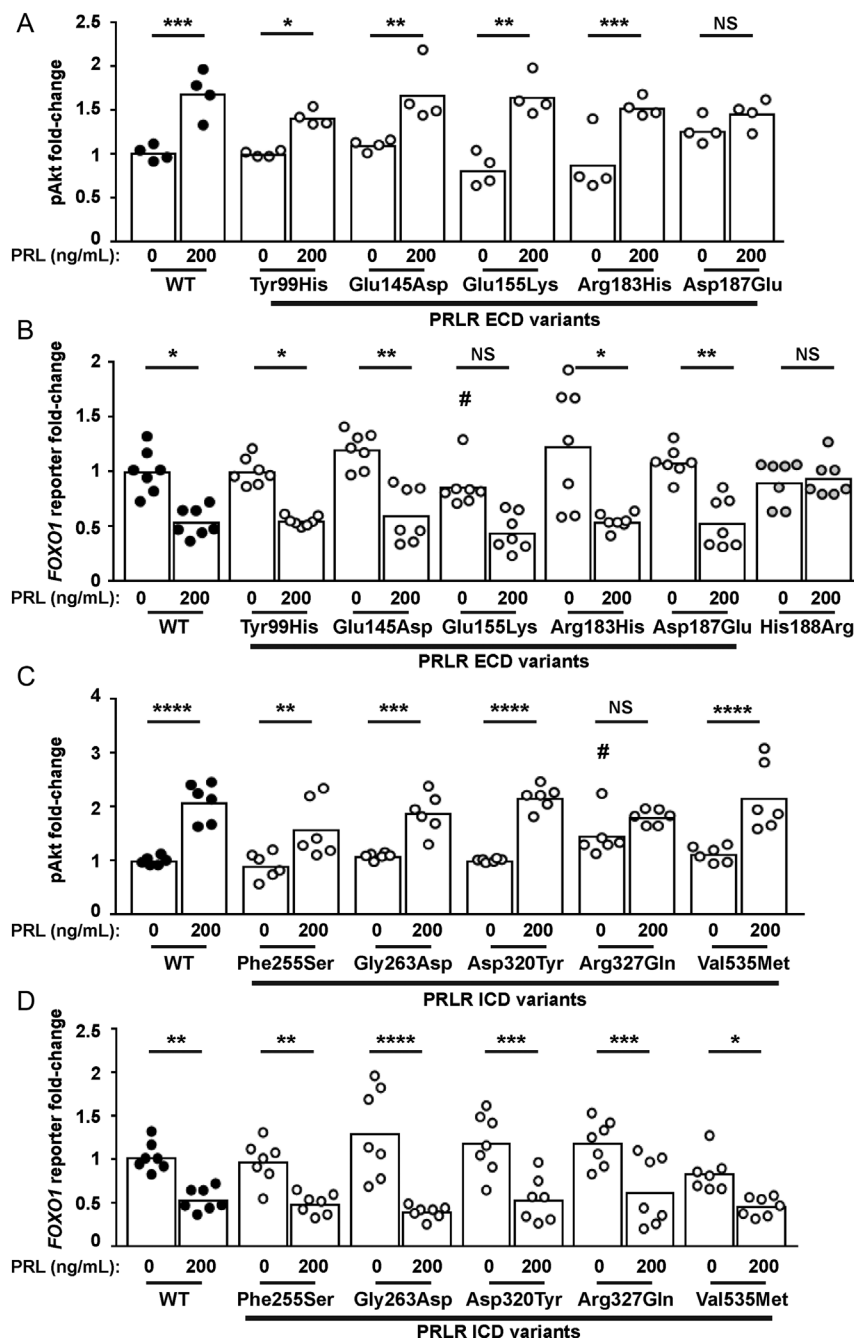 A
*** * ** ** *** NS
2.5
2
1.5
1
0.5
0
pAkt fold-change
PRL (ng/mL): 0 200 0 200 0 200 0 200 0 200 0 200
WT Tyr99His Glu145Asp Glu155Lys Arg183His Asp187Glu
PRLR ECD variants
B
* * ** NS * ** NS
#
2
1.5
1
0.5
0
FOXO1 reporter fold-change
PRL (ng/mL): 0 200 0 200 0 200 0 200 0 200 0 200 0 200
WT Tyr99His Glu145Asp Glu155Lys Arg183His Asp187Glu His188Arg
PRLR ECD variants
C
**** ** *** **** NS ****
#
4
3
2
1
0
pAkt fold-change
PRL (ng/mL): 0 200 0 200 0 200 0 200 0 200 0 200
WT Phe255Ser Gly263Asp Asp320Tyr Arg327Gln Val535Met
PRLR ICD variants
D
** ** **** *** *** *
2.5
2
1.5
1
0.5
0
FOXO1 reporter fold-change
PRL (ng/mL): 0 200 0 200 0 200 0 200 0 200 0 200
WT Phe255Ser Gly263Asp Asp320Tyr Arg327Gln Val535Met
PRLR ICD variants